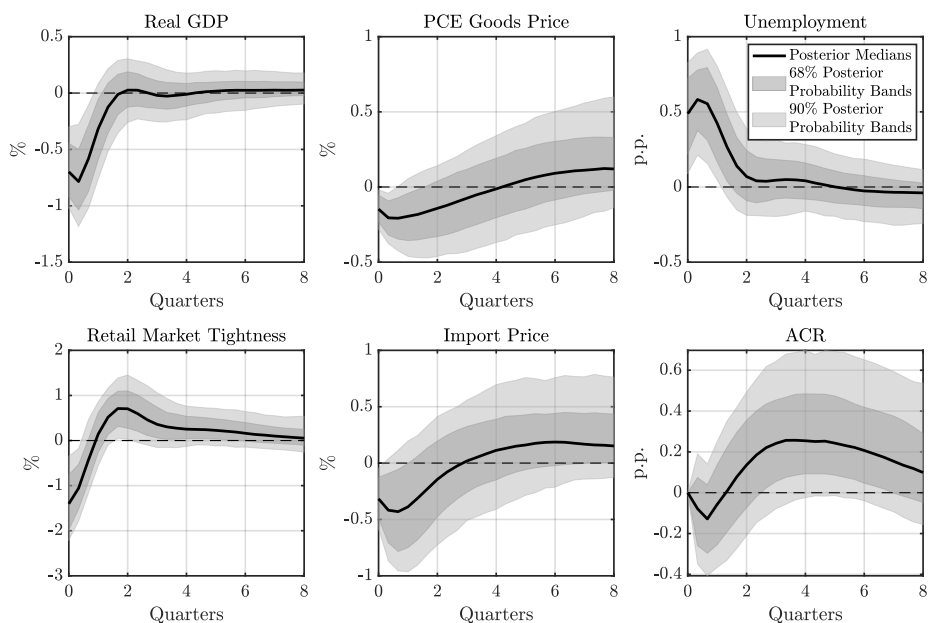 Real GDP
0.5
0
-0.5
-1
-1.5
%
0 2 4 6 8
Quarters
PCE Goods Price
1
0.5
0
-0.5
%
0 2 4 6 8
Quarters
Unemployment
1
0.5
0
-0.5
p.p.
Posterior Medians
68% Posterior
Probability Bands
90% Posterior
Probability Bands
0 2 4 6 8
Quarters
Retail Market Tightness
2
1
0
-1
-2
-3
%
0 2 4 6 8
Quarters
Import Price
1
0.5
0
-0.5
-1
%
0 2 4 6 8
Quarters
ACR
0.6
0.4
0.2
0
-0.2
-0.4
p.p.
0 2 4 6 8
Quarters